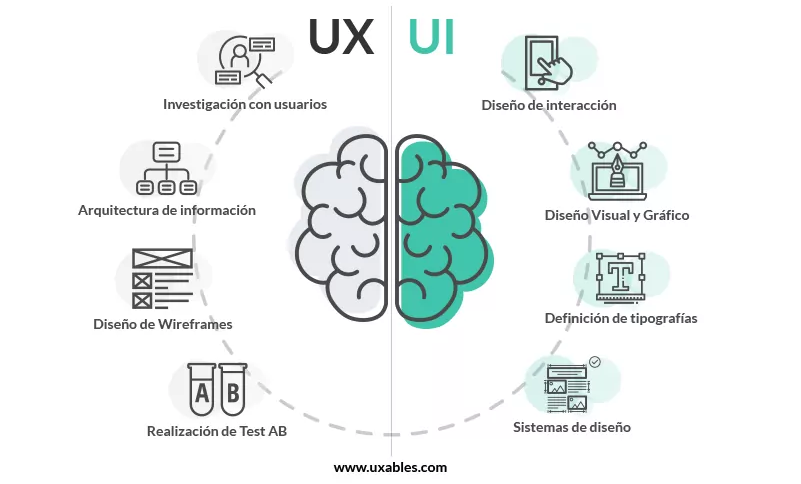 UX UI
Investigación con usuarios
Diseño de interacción
Arquitectura de información
Diseño Visual y Gráfico
T
Diseño de Wireframes
Definición de tipografías
A B
Realización de Test AB
Sistemas de diseño
www.uxables.com